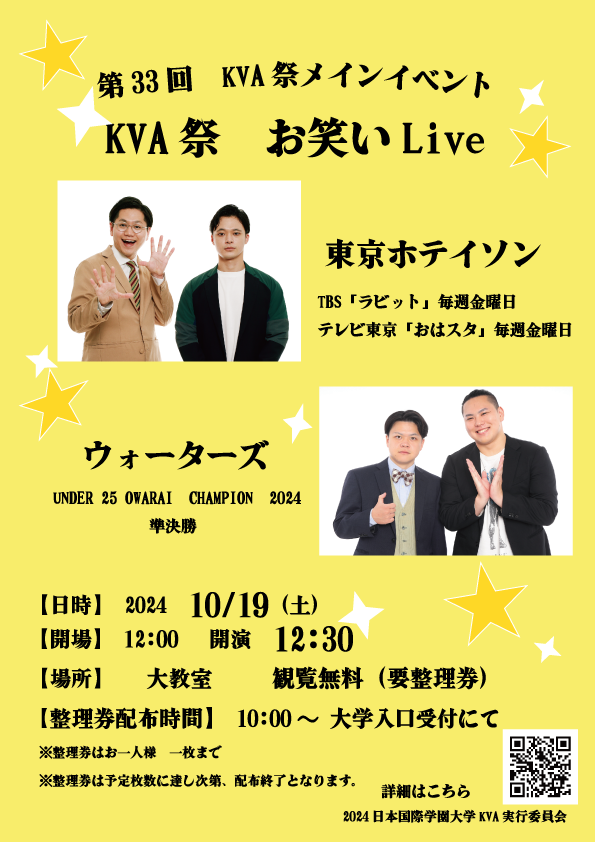 第33回　KVA祭メインイベント
KVA祭　お笑いLive
東京ホテイソン
TBS「ラビット」毎週金曜日
テレビ東京「おはスタ」毎週金曜日
ウォーターズ
UNDER 25 OWARAI　CHAMPION　2024
準決勝
【日時】 2024　10/19（土）
【開場】 12:00　開演　12:30
【場所】　大教室　　観覧無料（要整理券）
【整理券配布時間】 10:00～ 大学入口受付にて
※整理券はお一人様　一枚まで
※整理券は予定枚数に達し次第、配布終了となります。
詳細はこちら
2024日本国際学園大学KVA実行委員会